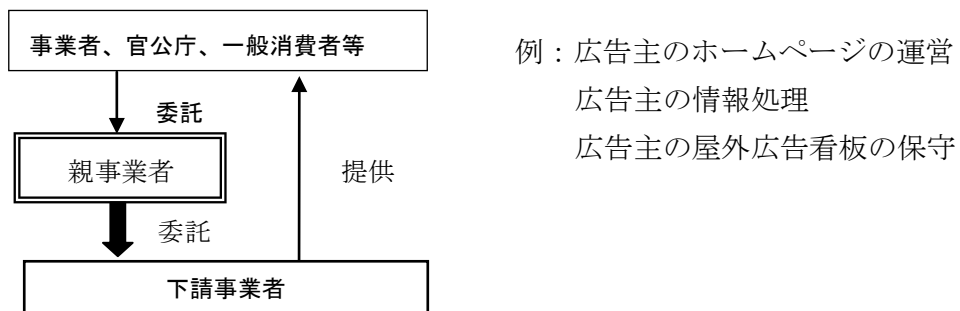 事業者、官公庁、一般消費者等
委託
親事業者
提供
委託
下請事業者
例：広告主のホームページの運営
広告主の情報処理
広告主の屋外広告看板の保守